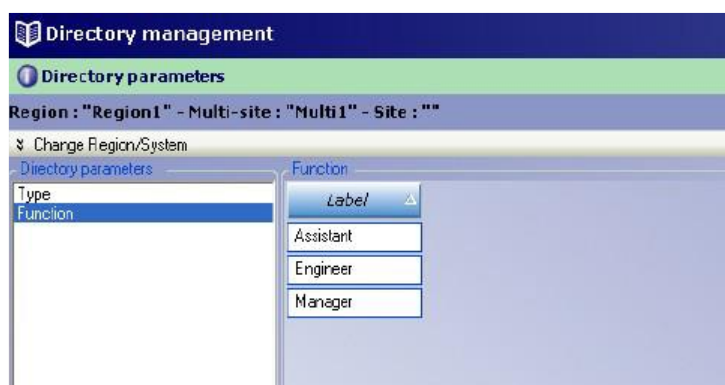 Directory management
Directory parameters
Region : "Region1" - Multi-site : "Multi1" - Site : ""
Change Region/System
Directory parameters
Type
Function
Function
Label
Assistant
Engineer
Manager